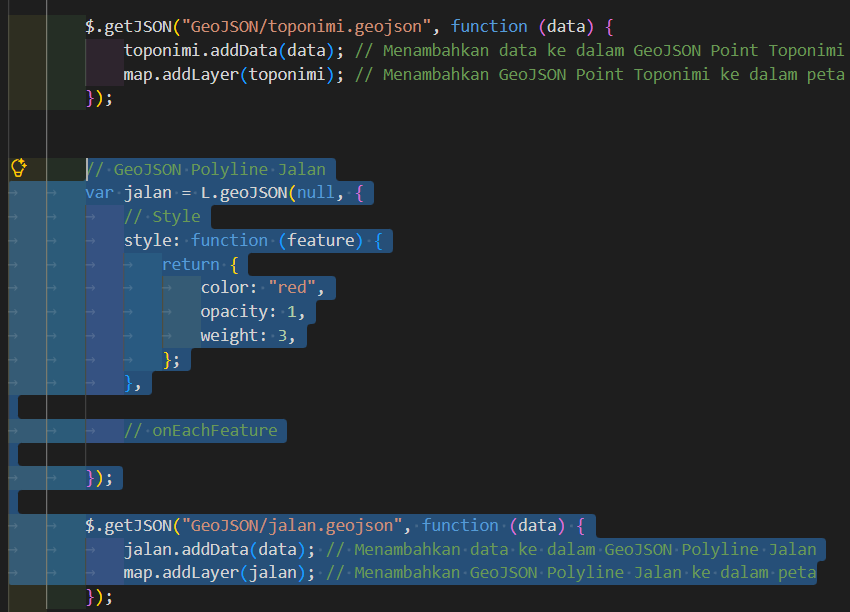 $.getJSON("GeoJSON/toponimi.geojson", function (data) {
toponimi.addData(data); // Menambahkan data ke dalam GeoJSON Point Toponimi
map.addLayer(toponimi); // Menambahkan GeoJSON Point Toponimi ke dalam peta
});
// GeoJSON Polyline Jalan
var jalan = L.geoJSON(null, {
// Style
style: function (feature) {
return {
color: "red",
opacity: 1,
weight: 3,
};
},
// onEachFeature
});
$.getJSON("GeoJSON/jalan.geojson", function (data) {
jalan.addData(data); // Menambahkan data ke dalam GeoJSON Polyline Jalan
map.addLayer(jalan); // Menambahkan GeoJSON Polyline Jalan ke dalam peta
});